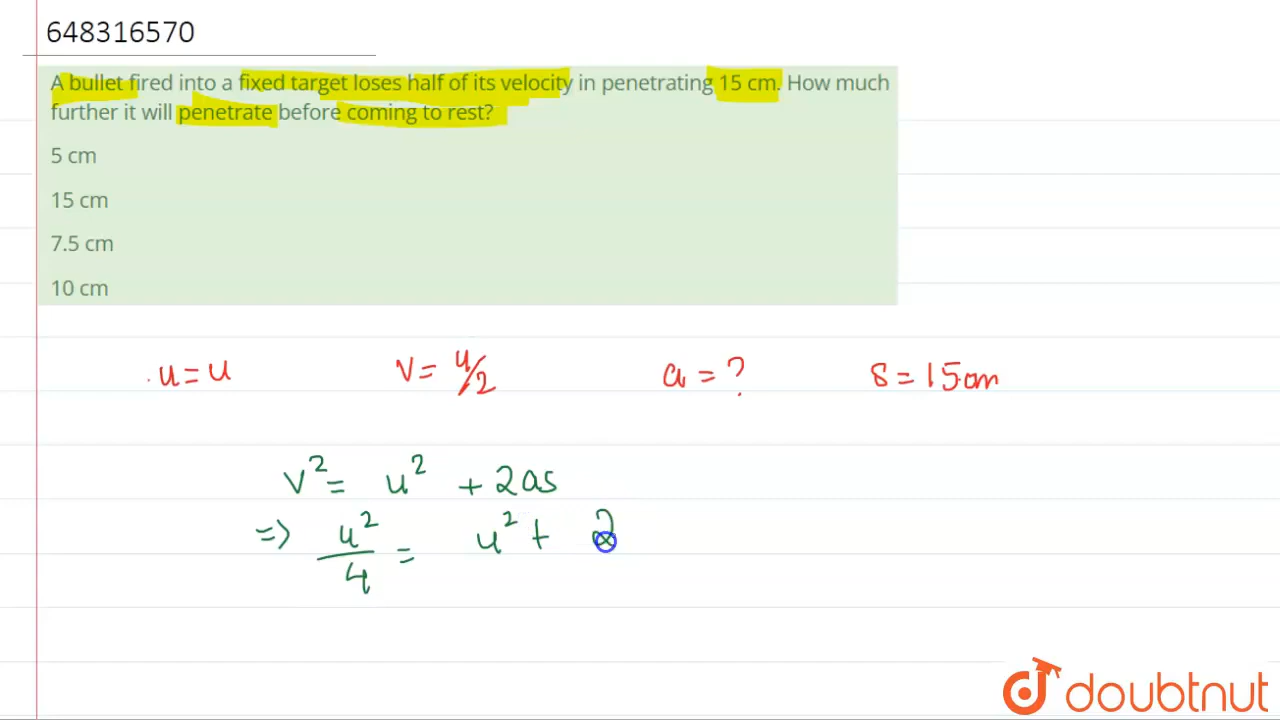 648316570
A bullet fired into a fixed target loses half of its velocity in penetrating 15 cm. How much
further it will penetrate before coming to rest?
5 cm
15 cm
7.5 cm
10 cm
u = u v = u/2 a = ? s = 15 cm
v² = u² + 2as
=> u²/4 = u² + 2
doubtnut